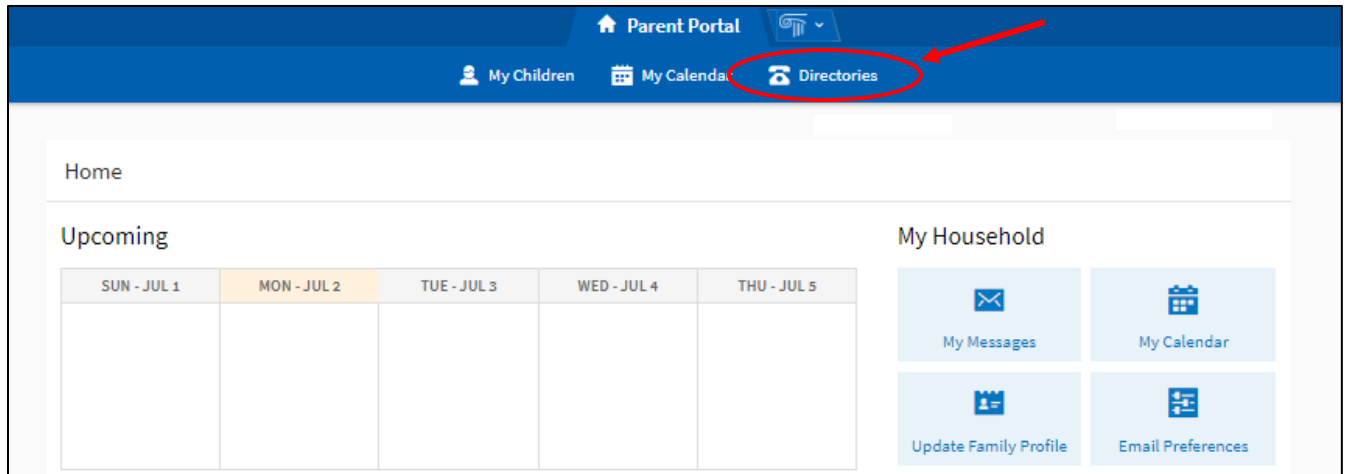 Parent Portal
My Children My Calendar Directories
Home
Upcoming
My Household
SUN - JUL 1 MON - JUL 2 TUE - JUL 3 WED - JUL 4 THU - JUL 5
My Messages My Calendar
Update Family Profile Email Preferences